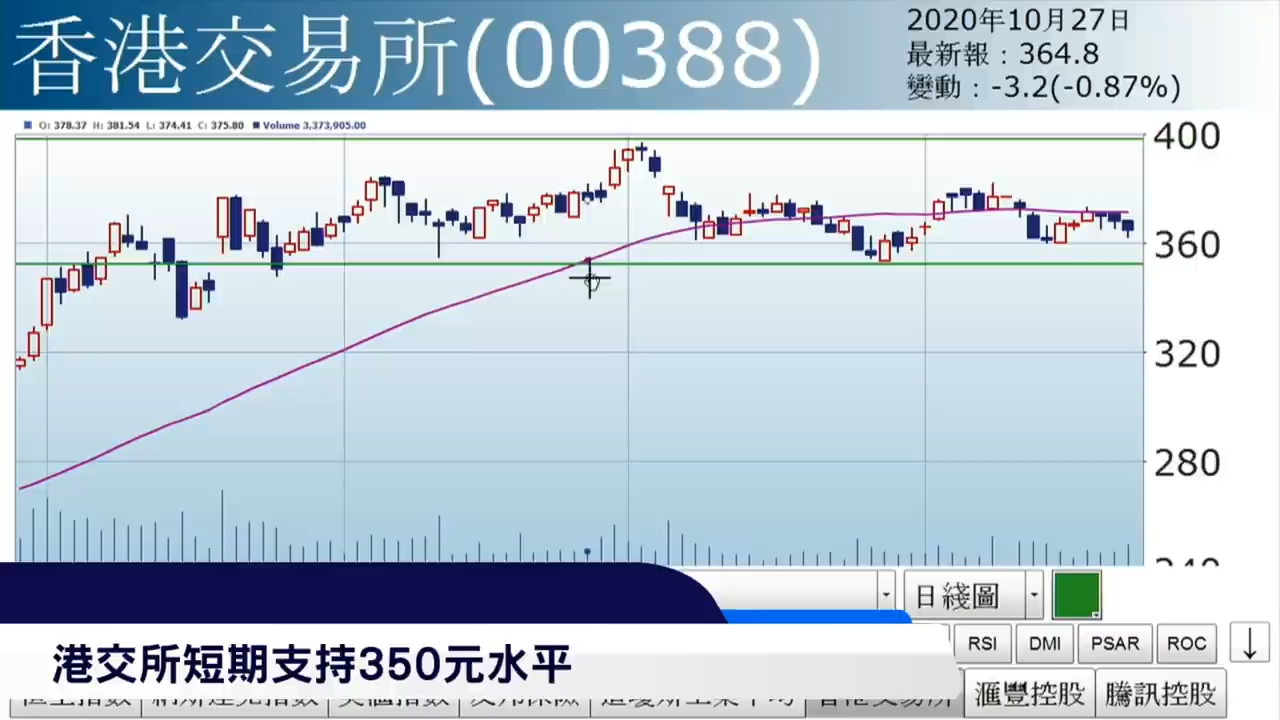 香港交易所(00388)
2020年10月27日
最新報：364.8
變動：-3.2(-0.87%)
O: 378.37 H: 381.54 L: 374.41 C: 375.80 Volume 3,373,905.00
400
360
320
280
240
日綫圖
RSI DMI PSAR ROC ↓
港交所短期支持350元水平
滙豐控股 騰訊控股